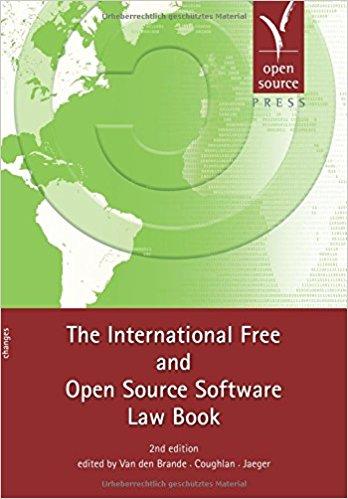 Urheberrechtlich geschütztes Material
open
source
PRESS
changes
The International Free
and
Open Source Software
Law Book
2nd edition
edited by Van den Brande . Coughlan . Jaeger
Urheberrechtlich geschütztes Material